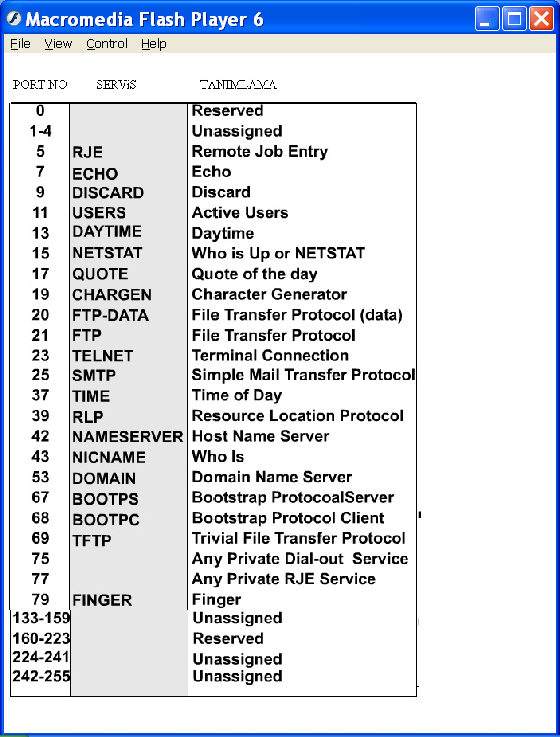 Macromedia Flash Player 6
File View Control Help
PORT NO SERViS TANIMLAMA
0 Reserved
1-4 Unassigned
5 RJE Remote Job Entry
7 ECHO Echo
9 DISCARD Discard
11 USERS Active Users
13 DAYTIME Daytime
15 NETSTAT Who is Up or NETSTAT
17 QUOTE Quote of the day
19 CHARGEN Character Generator
20 FTP-DATA File Transfer Protocol (data)
21 FTP File Transfer Protocol
23 TELNET Terminal Connection
25 SMTP Simple Mail Transfer Protocol
37 TIME Time of Day
39 RLP Resource Location Protocol
42 NAMESERVER Host Name Server
43 NICNAME Who Is
53 DOMAIN Domain Name Server
67 BOOTPS Bootstrap ProtocoalServer
68 BOOTPC Bootstrap Protocol Client
69 TFTP Trivial File Transfer Protocol
75 Any Private Dial-out Service
77 Any Private RJE Service
79 FINGER Finger
133-159 Unassigned
160-223 Reserved
224-241 Unassigned
242-255 Unassigned